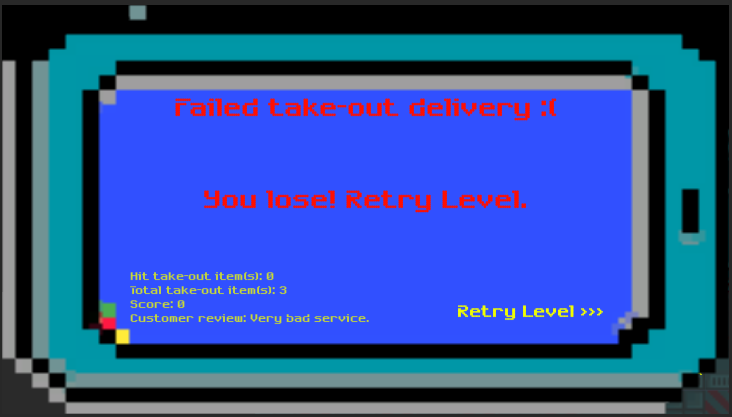 Failed take-out delivery :(
You lose! Retry Level.
Hit take-out item(s): 0
Total take-out item(s): 3
Score: 0
Customer review: Very bad service.
Retry Level >>>